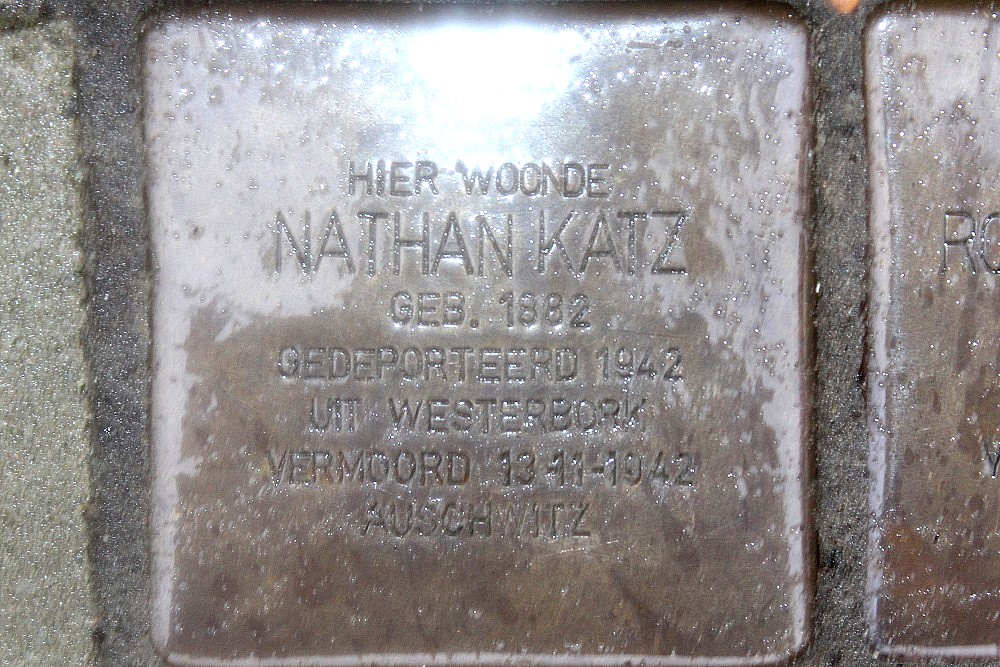 HIER WOONDE
NATHAN KATZ
GEB. 1882
GEDEPORTEERD 1942
UIT WESTERBORK
VERMOORD 13-11-1942
AUSCHWITZ